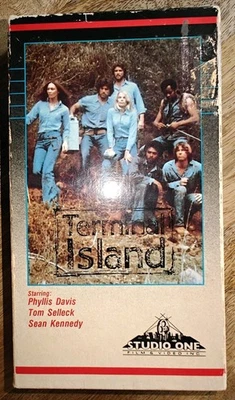 Terminal
Island
Starring:
Phyllis Davis
Tom Selleck
Sean Kennedy
STUDIO ONE
FILM & VIDEO INC